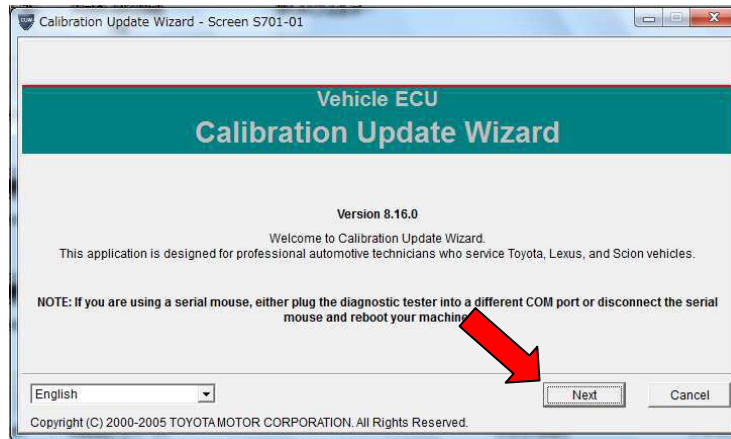 CUW Calibration Update Wizard - Screen S701-01
Vehicle ECU
Calibration Update Wizard
Version 8.16.0
Welcome to Calibration Update Wizard.
This application is designed for professional automotive technicians who service Toyota, Lexus, and Scion vehicles.
NOTE: If you are using a serial mouse, either plug the diagnostic tester into a different COM port or disconnect the serial
mouse and reboot your machine
English
Next
Cancel
Copyright (C) 2000-2005 TOYOTA MOTOR CORPORATION. All Rights Reserved.